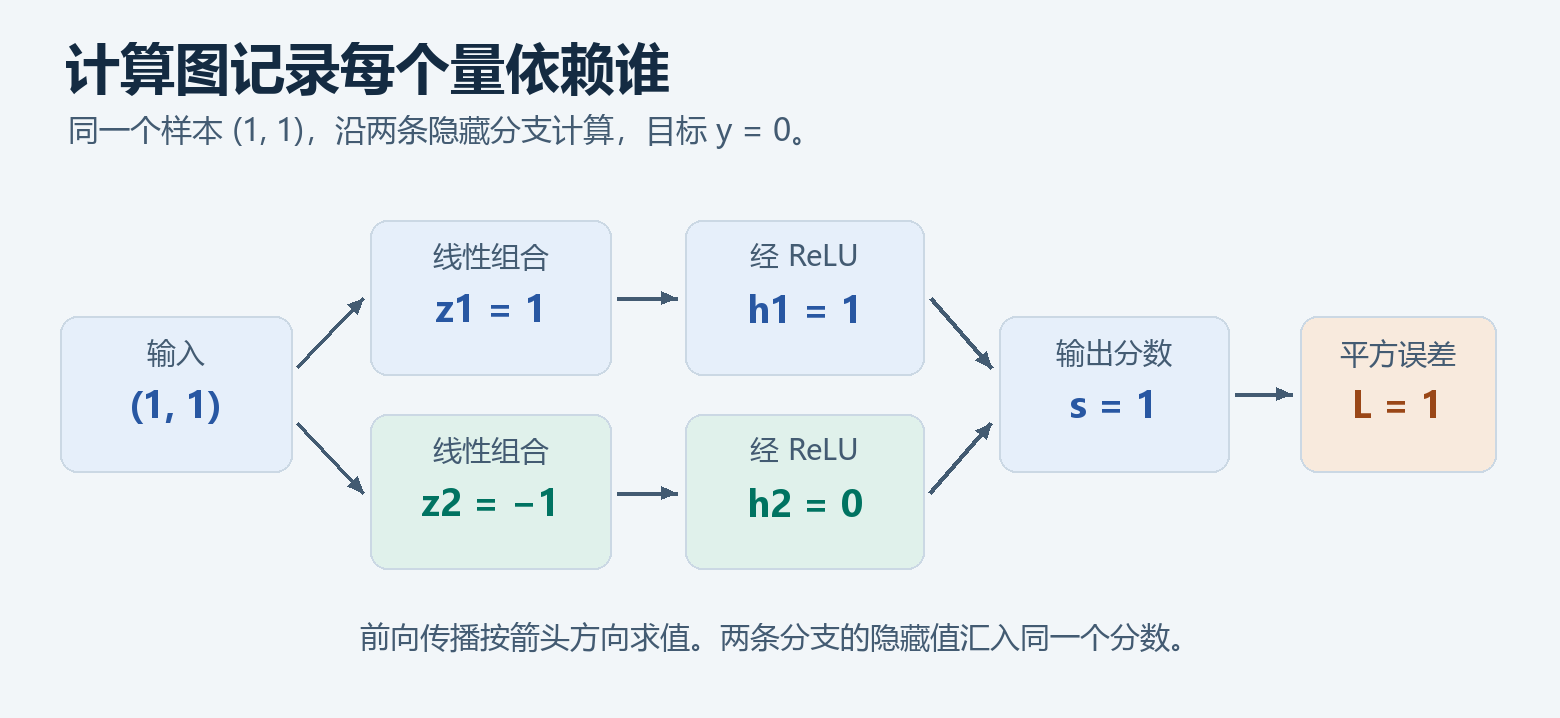 计算图记录每个量依赖谁
同一个样本 (1, 1)，沿两条隐藏分支计算，目标 y = 0。
输入
(1, 1)
线性组合
z1 = 1
经 ReLU
h1 = 1
线性组合
z2 = −1
经 ReLU
h2 = 0
输出分数
s = 1
平方误差
L = 1
前向传播按箭头方向求值。两条分支的隐藏值汇入同一个分数。